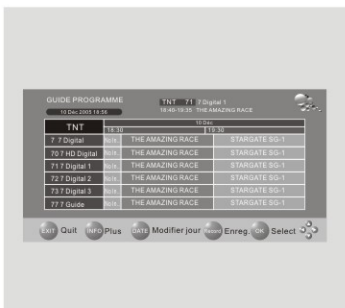 GUIDE PROGRAMME
TNT 71 7 Digital 1
10 Déc 2005 18:56
18:40-19:35 THE AMAZING RACE
TNT
10 Déc
18:30
19:30
7 7 Digital THE AMAZING RACE STARGATE SG-1
70 7 HD Digital THE AMAZING RACE STARGATE SG-1
71 7 Digital 1 THE AMAZING RACE STARGATE SG-1
72 7 Digital 2 THE AMAZING RACE STARGATE SG-1
73 7 Digital 3 THE AMAZING RACE STARGATE SG-1
77 7 Guide THE AMAZING RACE STARGATE SG-1
EXIT Quit INFO Plus DATE Modifier jour Record Enreg. OK Select